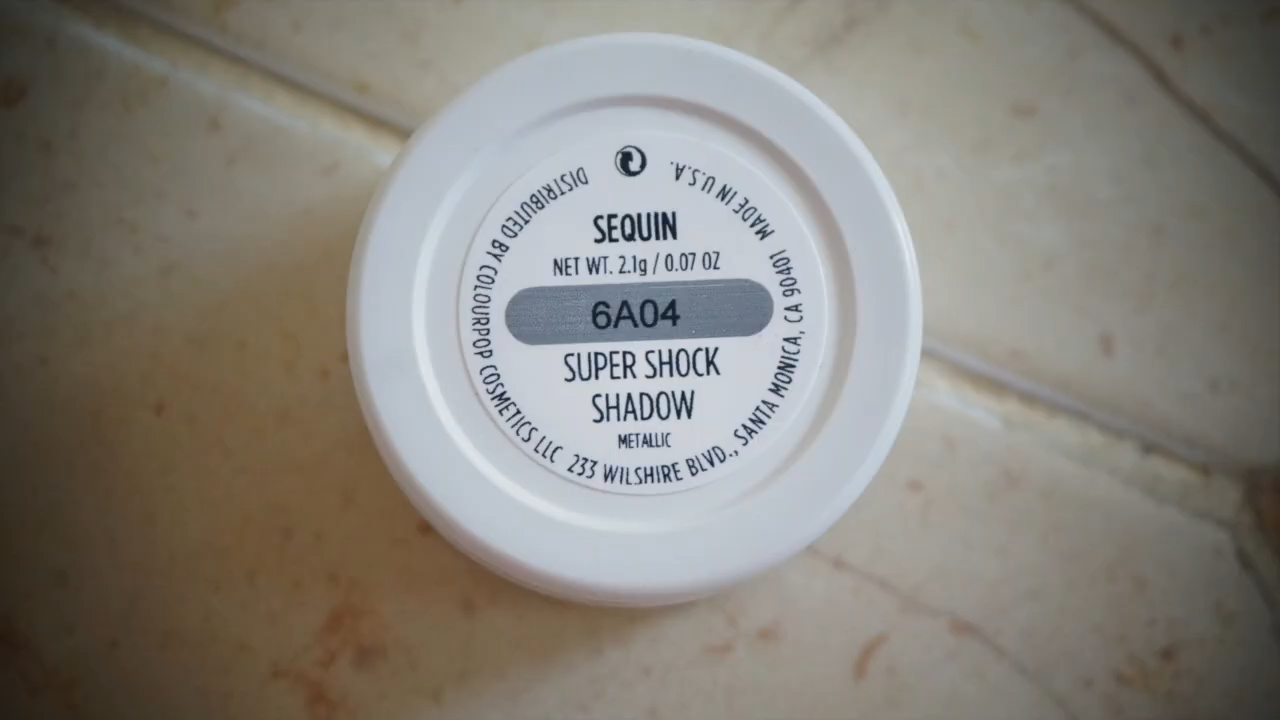 SEQUIN
NET WT. 2.1g / 0.07 OZ
6A04
SUPER SHOCK
SHADOW
METALLIC
DISTRIBUTED BY COLOURPOP COSMETICS LLC 233 WILSHIRE BLVD., SANTA MONICA, CA 90401 MADE IN U.S.A.